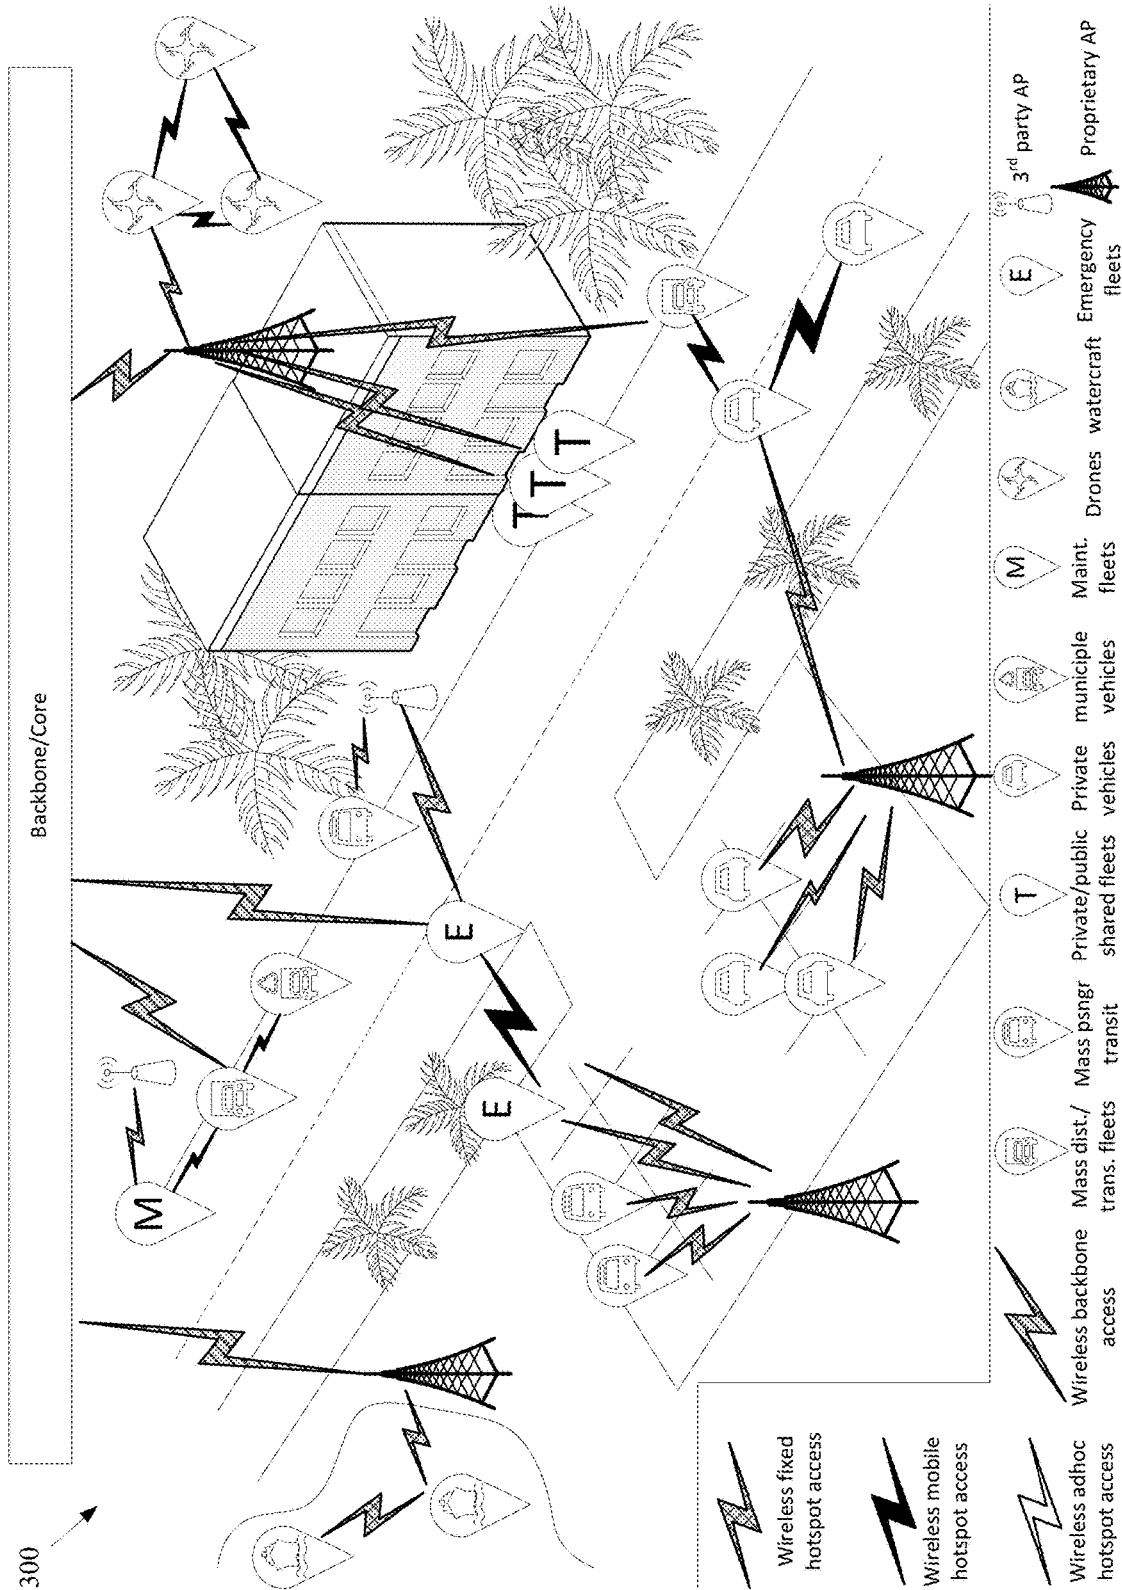 300
Backbone/Core
M
E
E
T
T
T
Wireless fixed
hotspot access
Wireless mobile
hotspot access
Wireless adhoc
hotspot access
Wireless backbone
access
Mass dist./
trans. fleets
Mass psngr
transit
T
Private/public
shared fleets
Private
vehicles
municiple
vehicles
M
Maint.
fleets
Drones
watercraft
E
Emergency
fleets
3rd party AP
Proprietary AP